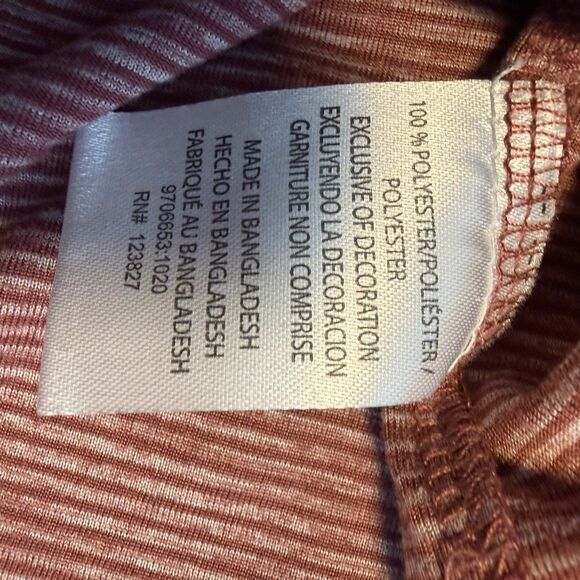 100 % POLYESTER/POLIÉSTER /
POLYESTER
EXCLUSIVE OF DECORATION
EXCLUYENDO LA DECORACION
GARNITURE NON COMPRISE
MADE IN BANGLADESH
HECHO EN BANGLADESH
FABRIQUÉ AU BANGLADESH
9706663:1020
RN# 123827